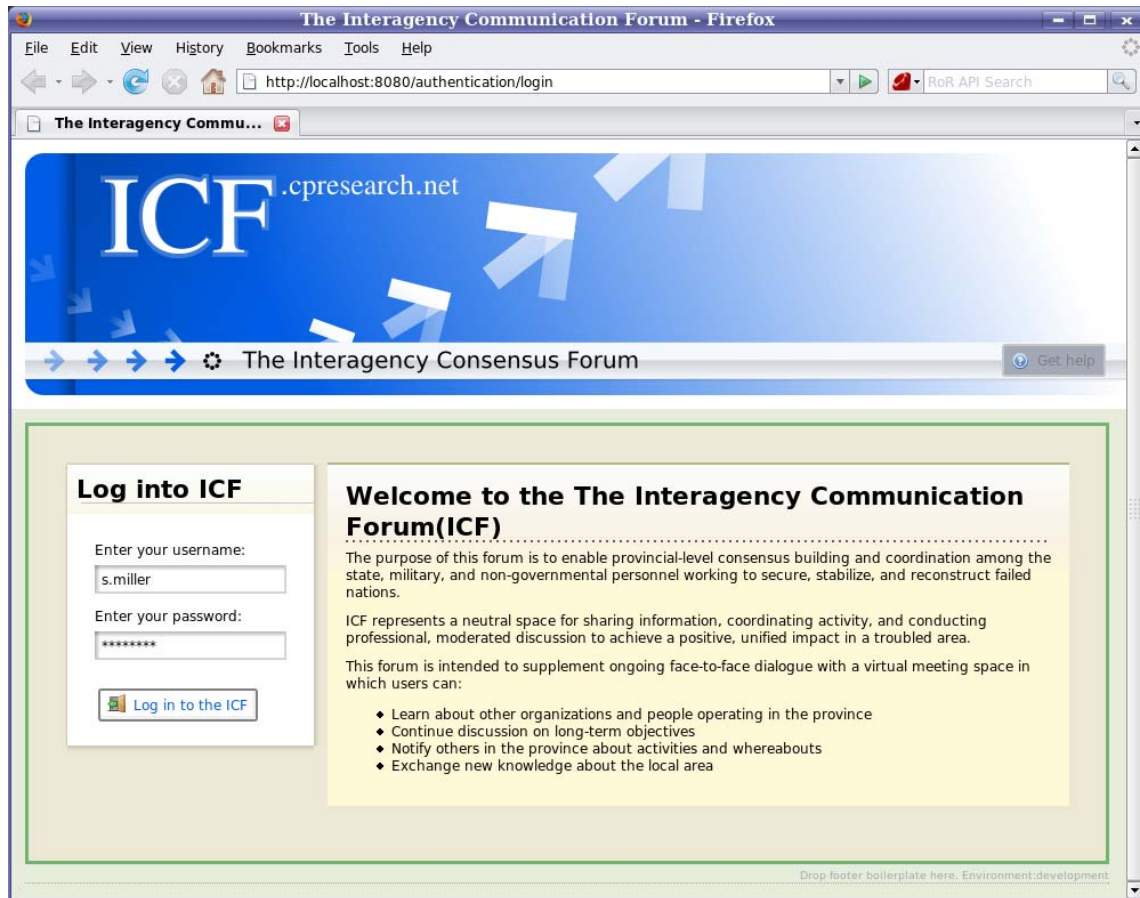 The Interagency Communication Forum - Firefox
File Edit View History Bookmarks Tools Help
http://localhost:8080/authentication/login
RoR API Search
The Interagency Commu...
ICF.cpresearch.net
The Interagency Consensus Forum
Get help
Log into ICF
Enter your username:
s.miller
Enter your password:
********
Log in to the ICF
Welcome to the The Interagency Communication
Forum(ICF)
The purpose of this forum is to enable provincial-level consensus building and coordination among the
state, military, and non-governmental personnel working to secure, stabilize, and reconstruct failed
nations.
ICF represents a neutral space for sharing information, coordinating activity, and conducting
professional, moderated discussion to achieve a positive, unified impact in a troubled area.
This forum is intended to supplement ongoing face-to-face dialogue with a virtual meeting space in
which users can:
◆ Learn about other organizations and people operating in the province
◆ Continue discussion on long-term objectives
◆ Notify others in the province about activities and whereabouts
◆ Exchange new knowledge about the local area
Drop footer boilerplate here. Environment:development